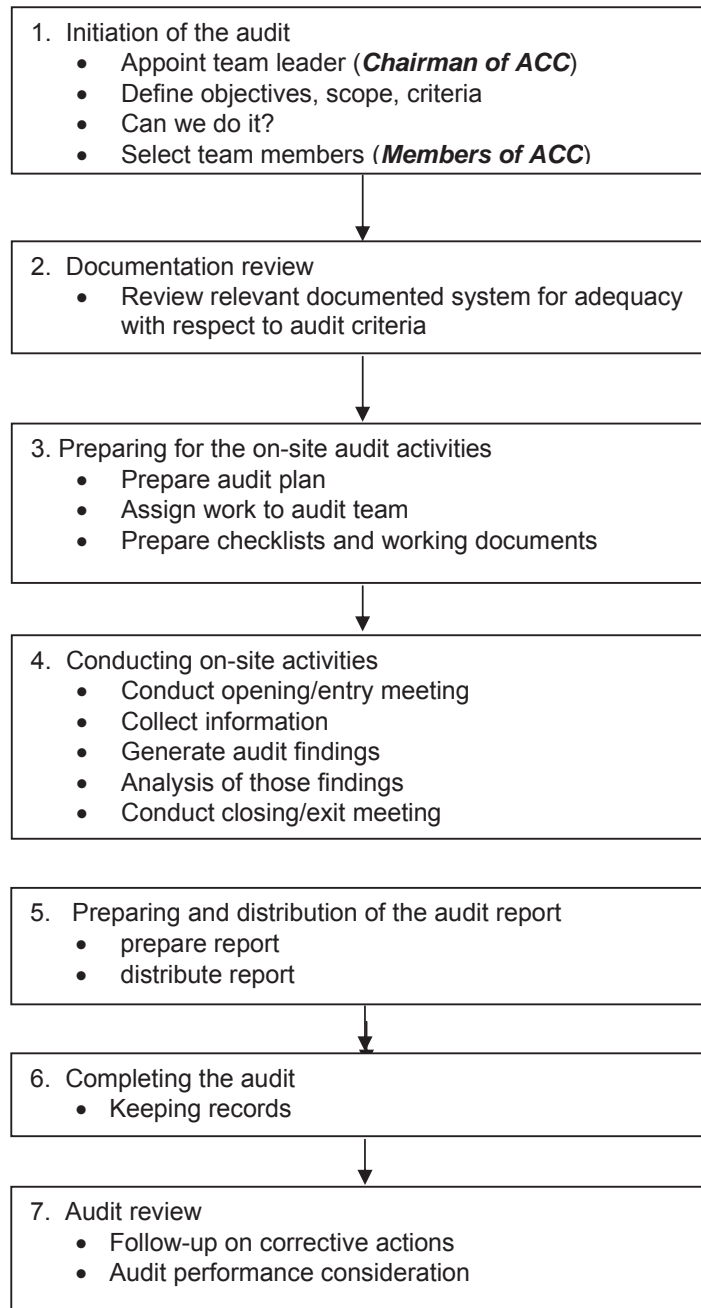 1. Initiation of the audit
• Appoint team leader (Chairman of ACC)
• Define objectives, scope, criteria
• Can we do it?
• Select team members (Members of ACC)
2. Documentation review
• Review relevant documented system for adequacy
with respect to audit criteria
3. Preparing for the on-site audit activities
• Prepare audit plan
• Assign work to audit team
• Prepare checklists and working documents
4. Conducting on-site activities
• Conduct opening/entry meeting
• Collect information
• Generate audit findings
• Analysis of those findings
• Conduct closing/exit meeting
5. Preparing and distribution of the audit report
• prepare report
• distribute report
6. Completing the audit
• Keeping records
7. Audit review
• Follow-up on corrective actions
• Audit performance consideration